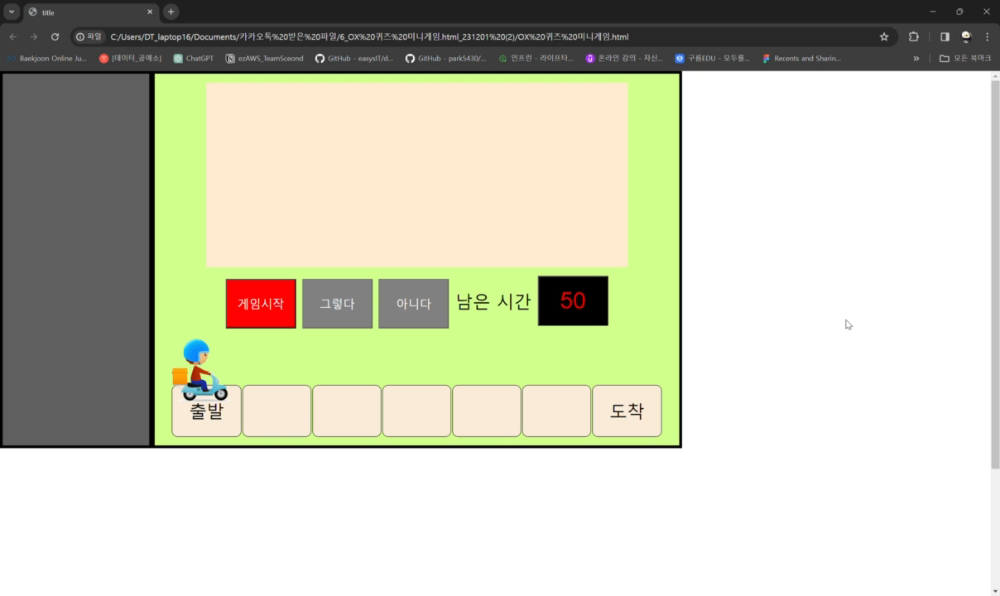 title
파일
C:/Users/DT_laptop16/Documents/카카오톡%20받은%20파일/6_OX%20퀴즈%20미니게임.html_231201%20(2)/OX%20퀴즈%20미니게임.html
Baekjoon Online Ju...
[데이터_공예소]
ChatGPT
ezAWS_TeamSceond
GitHub - easysIT/d...
GitHub - park5430/...
인프런 - 라이프타...
온라인 강의 - 자신...
구름EDU - 모두를...
Recents and Sharin...
모든 북마크
게임시작
그렇다
아니다
남은 시간
50
출발
도착